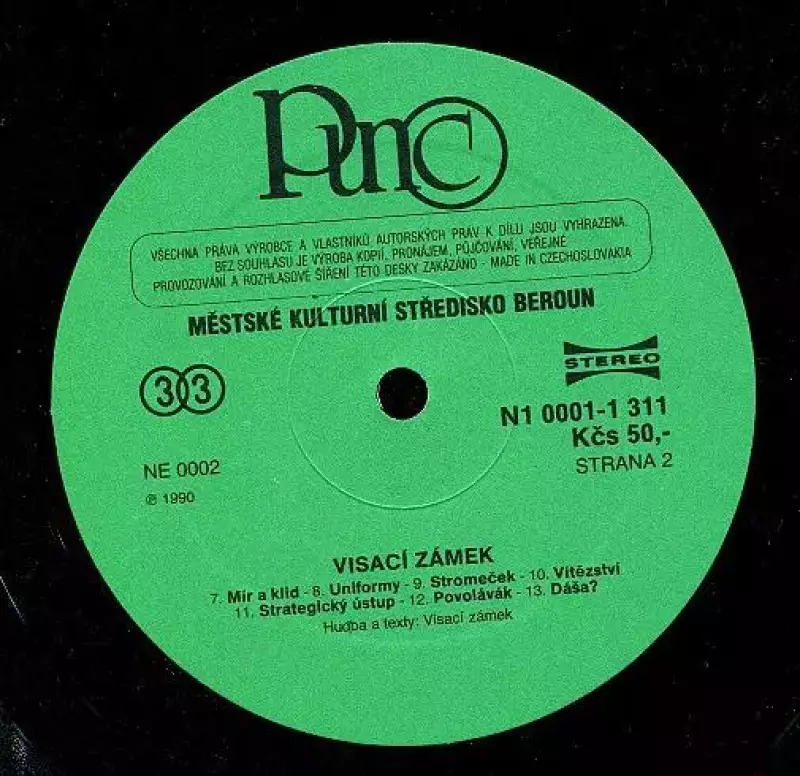 Punc
VŠECHNA PRÁVA VÝROBCE A VLASTNÍKŮ AUTORSKÝCH PRÁV K DÍLU JSOU VYHRAZENA.
BEZ SOUHLASU JE VÝROBA KOPIÍ, PRONÁJEM, PŮJČOVÁNÍ, VEŘEJNÉ
PROVOZOVÁNÍ A ROZHLASOVÉ ŠÍŘENÍ TÉTO DESKY ZAKÁZÁNO - MADE IN CZECHOSLOVAKIA
MĚSTSKÉ KULTURNÍ STŘEDISKO BEROUN
33
STEREO
N1 0001-1 311
Kčs 50,-
STRANA 2
NE 0002
℗ 1990
VISACÍ ZÁMEK
7. Mír a klid - 8. Uniformy - 9. Stromeček - 10. Vítězství
11. Strategický ústup - 12. Povolávák - 13. Dáša?
Hudba a texty: Visací zámek